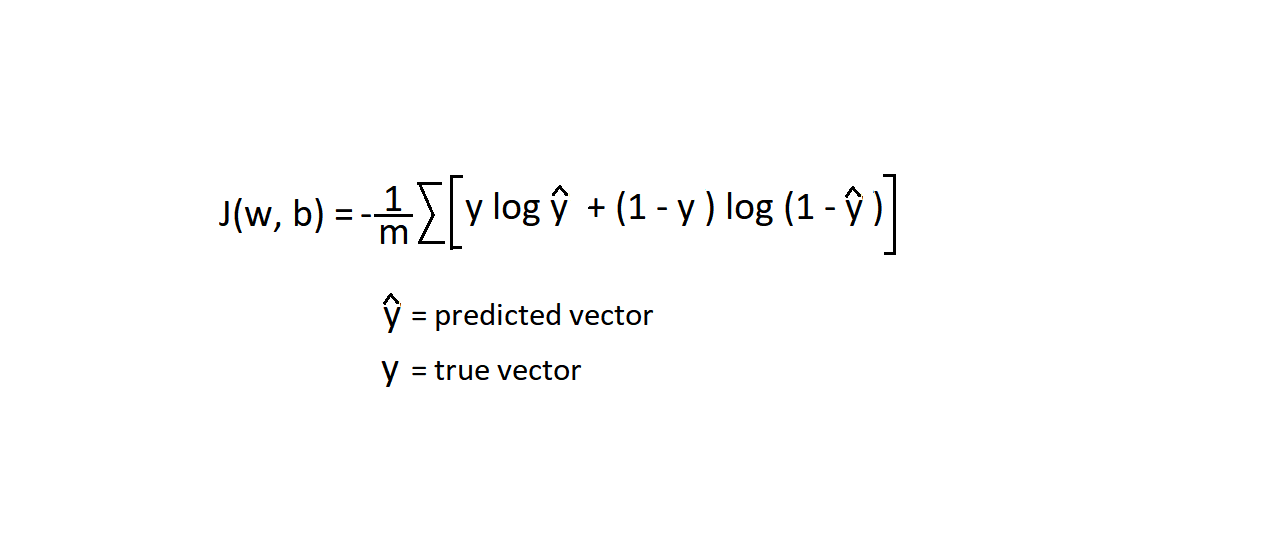 J(w, b) = -1/m ∑[y log ŷ + (1 - y ) log (1 - ŷ )]
ŷ = predicted vector
y = true vector